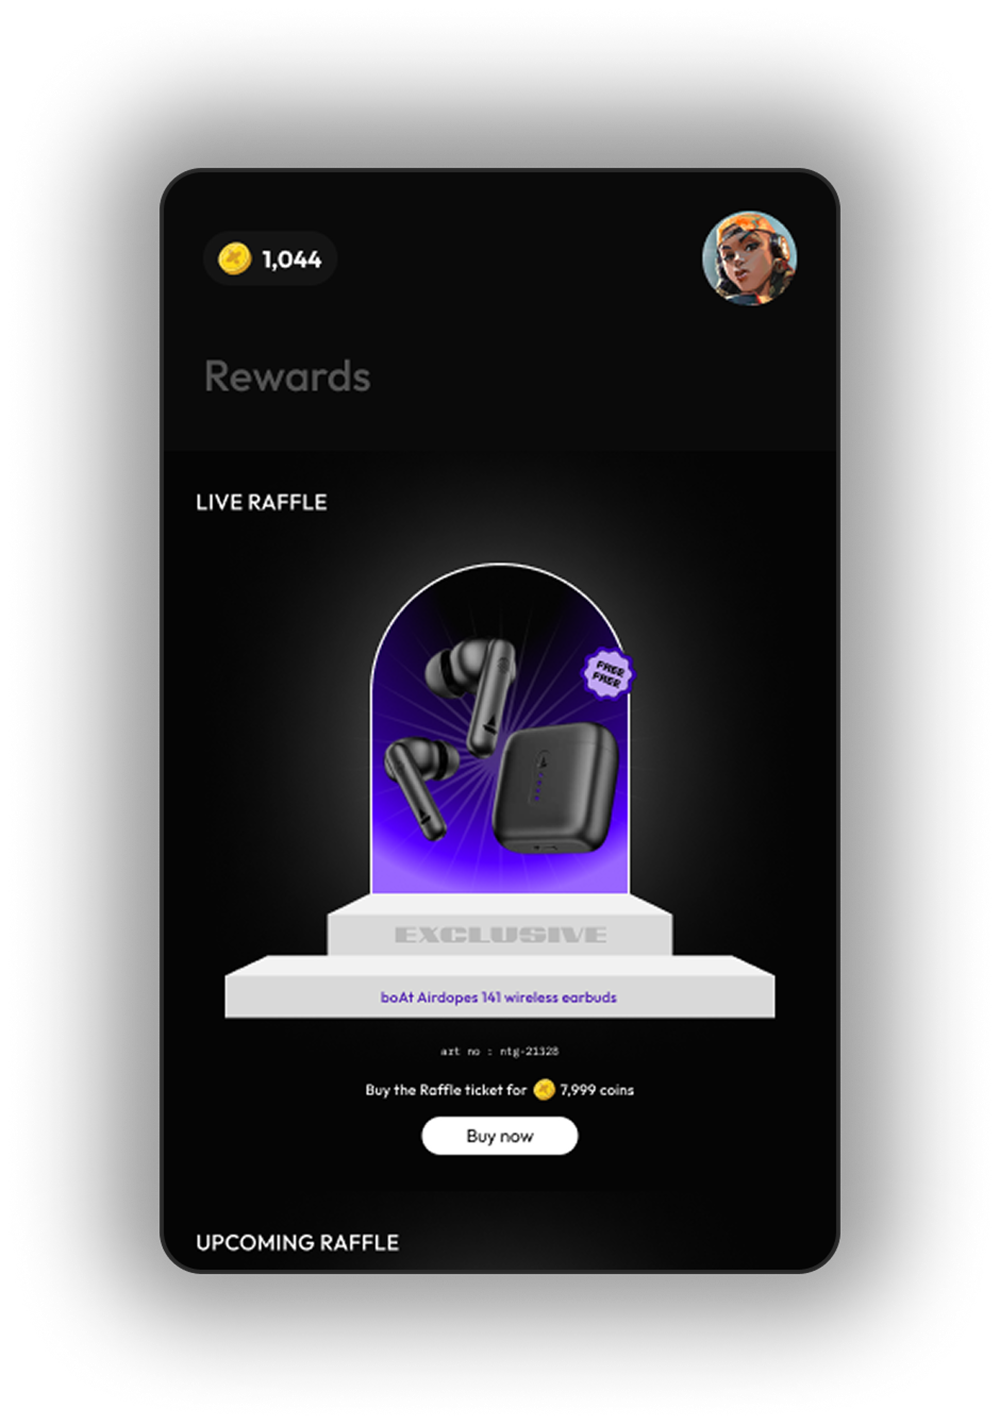 1,044
Rewards
LIVE RAFFLE
FREE
FREE
EXCLUSIVE
boAt Airdopes 141 wireless earbuds
art no : ntg-21328
Buy the Raffle ticket for 7,999 coins
Buy now
UPCOMING RAFFLE